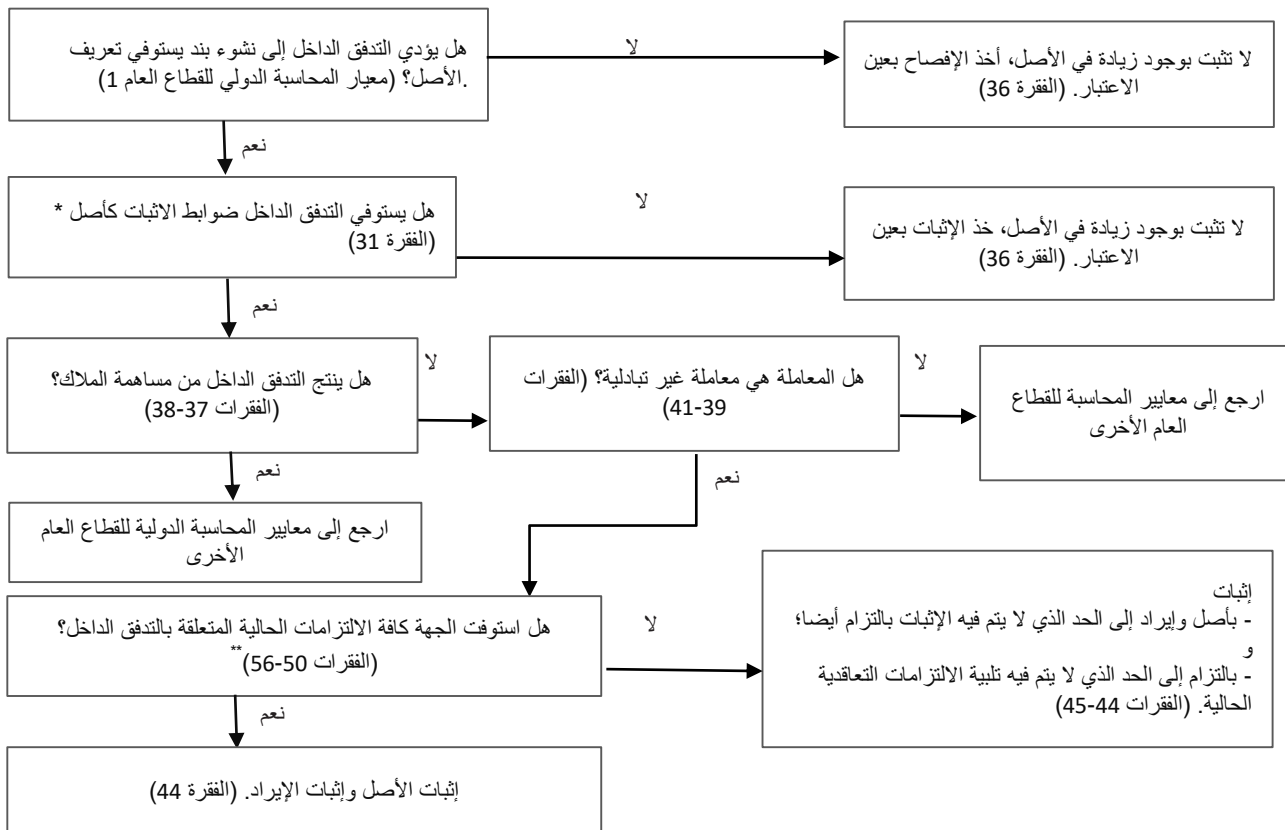 هل يؤدي التدفق الداخل إلى نشوء بند يستوفي تعريف
الأصل؟ (معيار المحاسبة الدولي للقطاع العام 1).
لا
لا تثبت بوجود زيادة في الأصل، أخذ الإفصاح بعين
الاعتبار. (الفقرة 36)
نعم
هل يستوفي التدفق الداخل ضوابط الاثبات كأصل *
(الفقرة 31)
لا
لا تثبت بوجود زيادة في الأصل، خذ الإثبات بعين
الاعتبار. (الفقرة 36)
نعم
هل ينتج التدفق الداخل من مساهمة الملاك؟
(الفقرات 37-38)
لا
هل المعاملة هي معاملة غير تبادلية؟ (الفقرات
39-41)
لا
ارجع إلى معايير المحاسبة للقطاع
العام الأخرى
نعم
نعم
ارجع إلى معايير المحاسبة الدولية للقطاع العام
الأخرى
هل استوفت الجهة كافة الالتزامات الحالية المتعلقة بالتدفق الداخل؟
(الفقرات 50-56)**
لا
إثبات
- بأصل وإيراد إلى الحد الذي لا يتم فيه الإثبات بالتزام أيضا؛
و
- بالتزام إلى الحد الذي لا يتم فيه تلبية الالتزامات التعاقدية
الحالية. (الفقرات 44-45)
نعم
إثبات الأصل وإثبات الإيراد. (الفقرة 44)